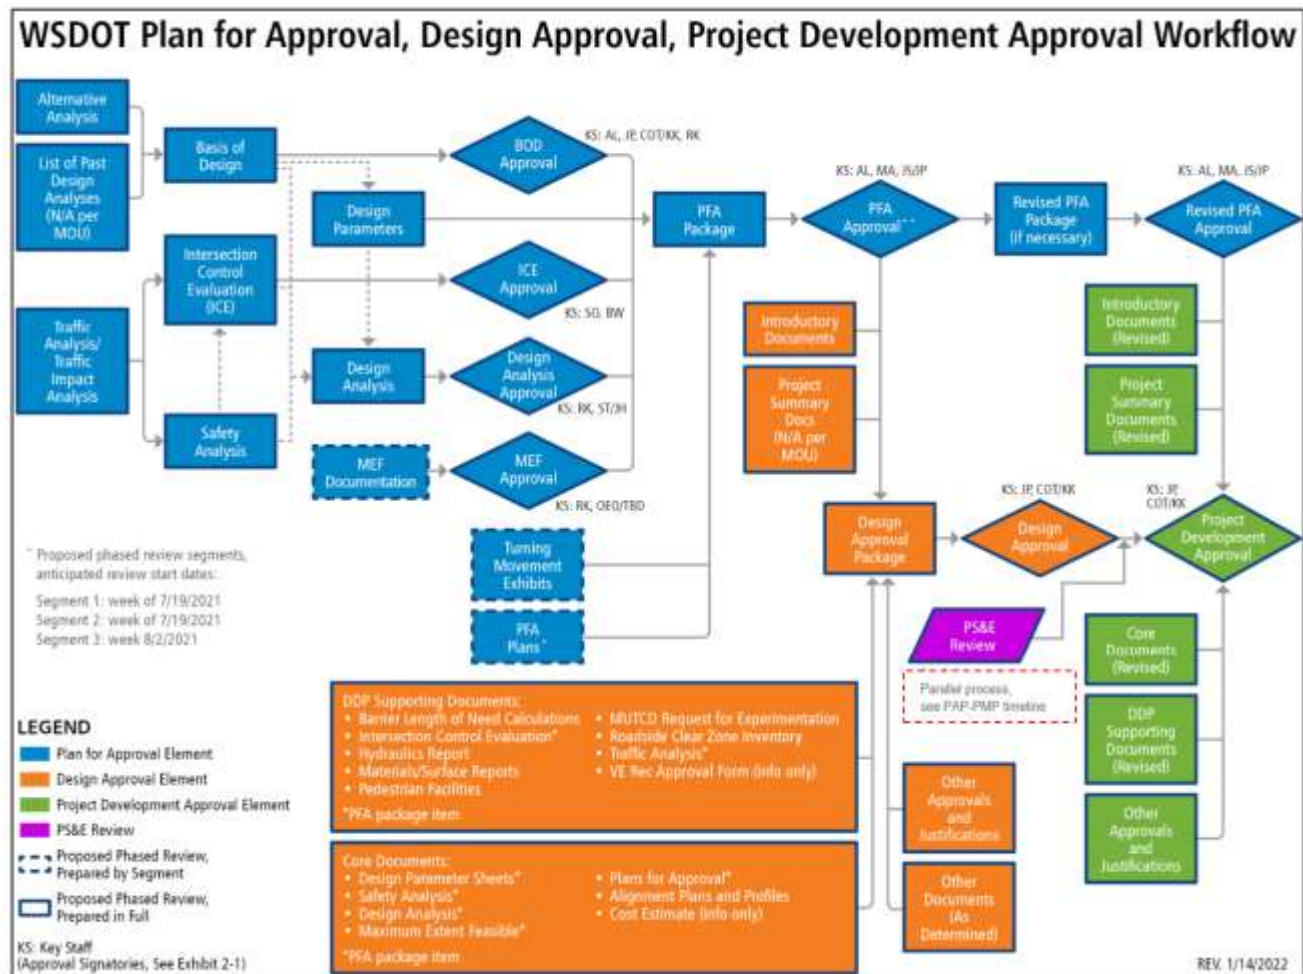 WSDOT Plan for Approval, Design Approval, Project Development Approval Workflow
Alternative
Analysis
List of Past
Design
Analyses
(N/A per
MOU)
Traffic
Analysis/
Traffic
Impact
Analysis
Basis of
Design
Intersection
Control
Evaluation
(ICE)
Safety
Analysis
Design
Parameters
Design
Analysis
MEF
Documentation
KS: AL, JP, COT/KK, RK
BOD
Approval
ICE
Approval
KS: SG, BW
Design
Analysis
Approval
KS: RK, ST/JH
MEF
Approval
KS: RK, OEO/TBD
Turning
Movement
Exhibits
PFA
Plans*
PFA
Package
KS: AL, MA, JS/JP
PFA
Approval**
Revised PFA
Package
(if necessary)
KS: AL, MA, JS/JP
Revised PFA
Approval
Introductory
Documents
Project
Summary
Docs
(N/A per
MOU)
Introductory
Documents
(Revised)
Project
Summary
Documents
(Revised)
Design
Approval
Package
KS: JP, COT/KK
Design
Approval
KS: JP,
COT/KK
Project
Development
Approval
PS&E
Review
Parallel process,
see PAP-PMP timeline
Core
Documents
(Revised)
DDP
Supporting
Documents
(Revised)
Other
Approvals
and
Justifications
* Proposed phased review segments,
anticipated review start dates:
Segment 1: week of 7/19/2021
Segment 2: week of 7/19/2021
Segment 3: week 8/2/2021
DDP Supporting Documents:
• Barrier Length of Need Calculations
• Intersection Control Evaluation*
• Hydraulics Report
• Materials/Surface Reports
• Pedestrian Facilities
• MUTCD Request for Experimentation
• Roadside Clear Zone Inventory
• Traffic Analysis*
• VE Rec Approval Form (info only)
*PFA package item
Core Documents:
• Design Parameter Sheets*
• Safety Analysis*
• Design Analysis*
• Maximum Extent Feasible*
• Plans for Approval*
• Alignment Plans and Profiles
• Cost Estimate (info only)
*PFA package item
Other
Approvals
and
Justifications
Other
Documents
(As
Determined)
LEGEND
Plan for Approval Element
Design Approval Element
Project Development Approval Element
PS&E Review
Proposed Phased Review,
Prepared by Segment
Proposed Phased Review,
Prepared in Full
KS: Key Staff
(Approval Signatories, See Exhibit 2-1)
REV. 1/14/2022